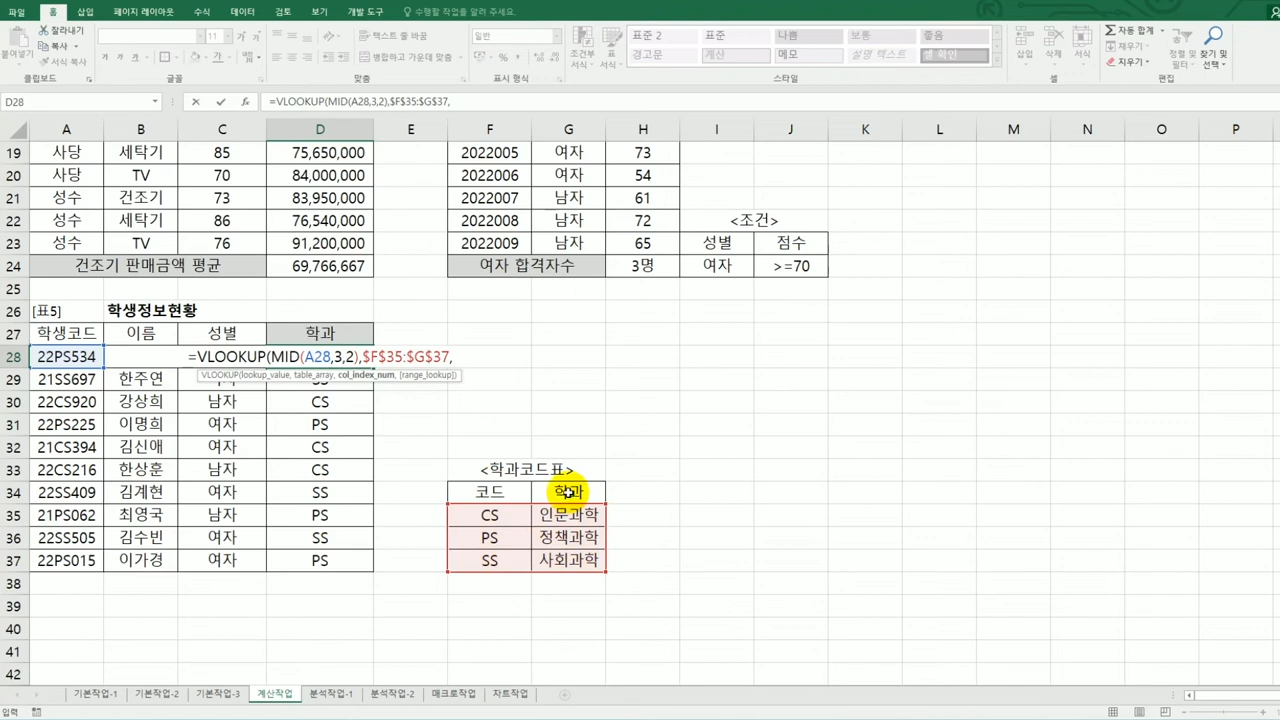 파일 홈 삽입 페이지 레이아웃 수식 데이터 검토 보기 개발 도구 수행할 작업을 알려 주세요.
잘라내기 11 가 가 텍스트 줄 바꿈 일반 표준 2 나쁨 보통 좋음 자동 합계
붙여넣기 복사 가 가 가 병합하고 가운데 맞춤 조건부 서식 경고문 계산 메모 설명 텍스트 셀 확인 삽입 삭제 서식 채우기 정렬 및 필터 찾기 및 선택
서식 복사 지우기
클립보드 글꼴 맞춤 표시 형식 스타일 셀 편집
D28 =VLOOKUP(MID(A28,3,2),$F$35:$G$37,
A B C D E F G H I J K L M N O P
19 사당 세탁기 85 75,650,000 2022005 여자 73
20 사당 TV 70 84,000,000 2022006 여자 54
21 성수 건조기 73 83,950,000 2022007 남자 61
22 성수 세탁기 86 76,540,000 2022008 남자 72 <조건>
23 성수 TV 76 91,200,000 2022009 남자 65 성별 점수
24 건조기 판매금액 평균 69,766,667 여자 합격자수 3명 여자 >=70
25
26 [표5] 학생정보현황
27 학생코드 이름 성별 학과
28 22PS534 =VLOOKUP(MID(A28,3,2),$F$35:$G$37,
VLOOKUP(lookup_value, table_array, col_index_num, [range_lookup])
29 21SS697 한주연
30 22CS920 강상희 남자 CS
31 22PS225 이명희 여자 PS
32 21CS394 김신애 여자 CS
33 22CS216 한상훈 남자 CS <학과코드표>
34 22SS409 김계현 여자 SS 코드 학과
35 21PS062 최영국 남자 PS CS 인문과학
36 22SS505 김수빈 여자 SS PS 정책과학
37 22PS015 이가경 여자 PS SS 사회과학
38
39
40
41
42
기본작업-1 기본작업-2 기본작업-3 계산작업 분석작업-1 분석작업-2 매크로작업 차트작업
입력